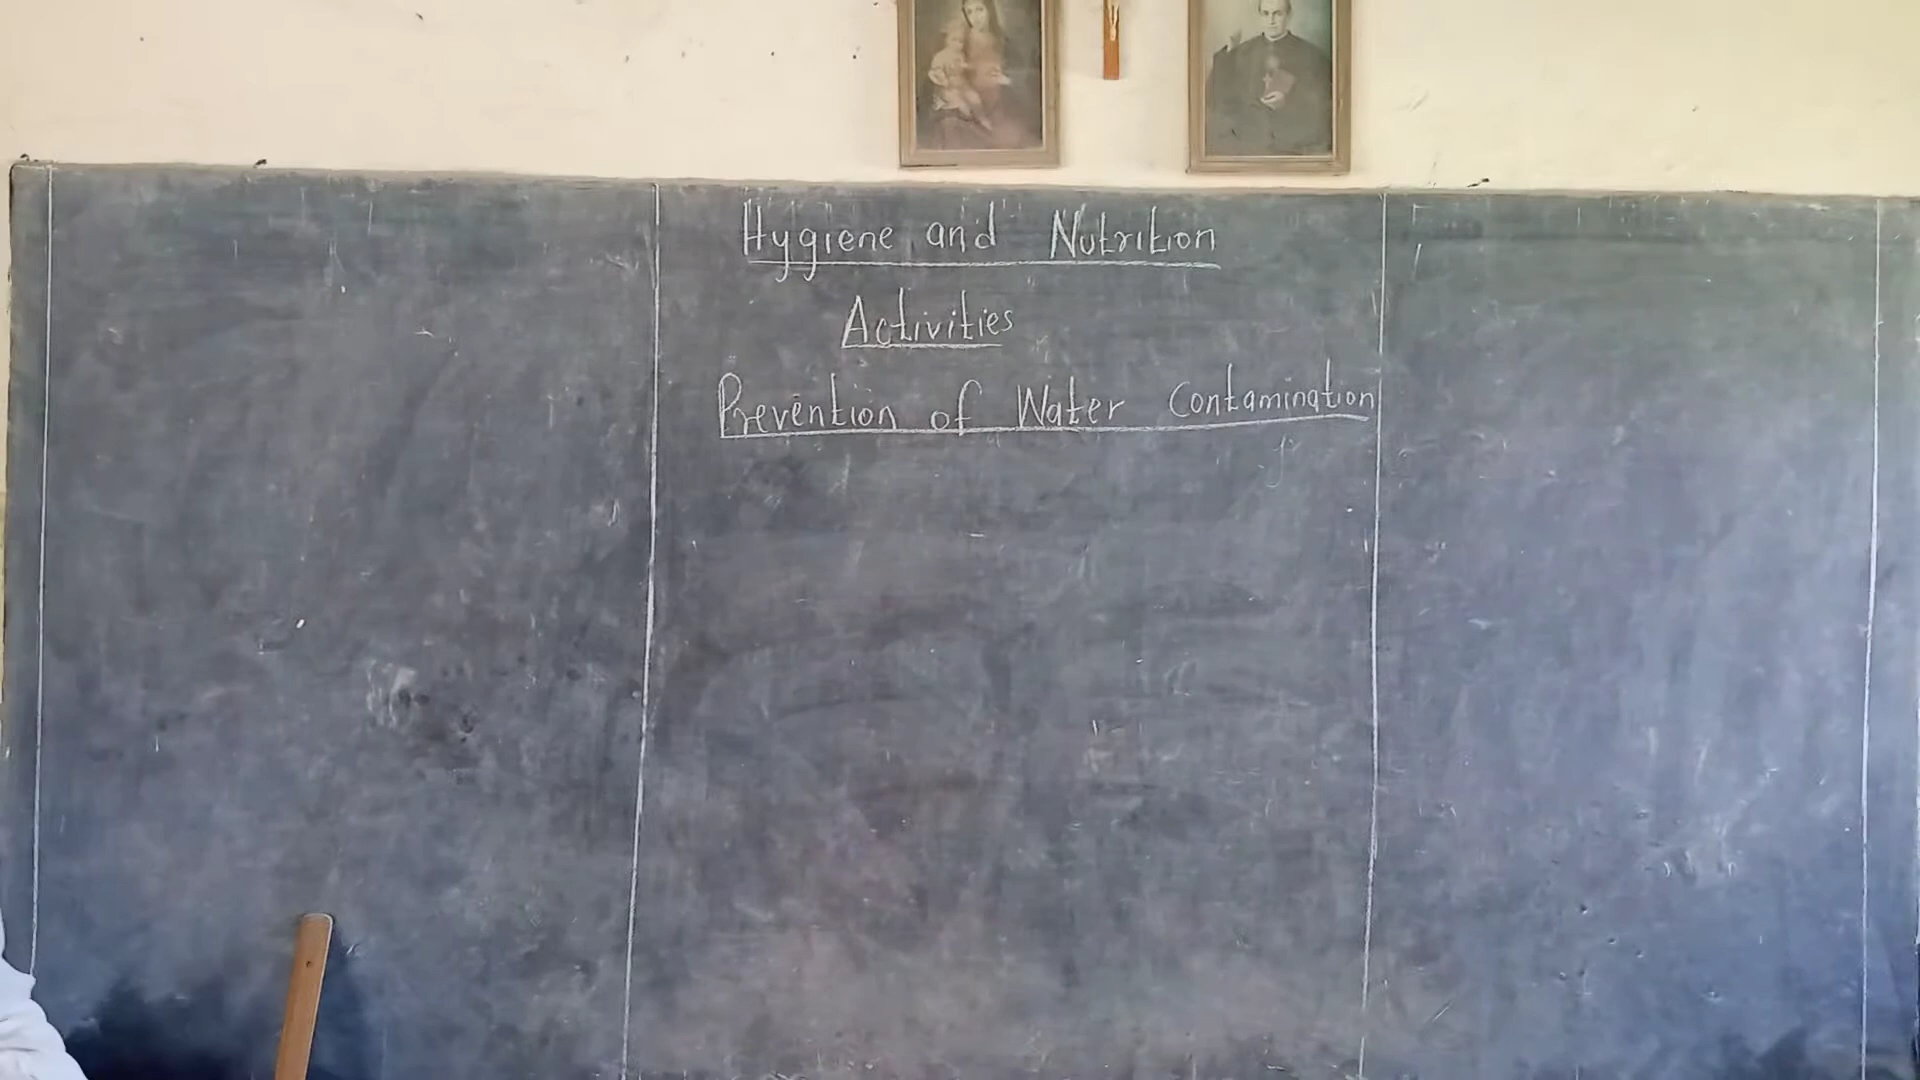 Hygiene and Nutrition
Activities
Prevention of Water Contamination